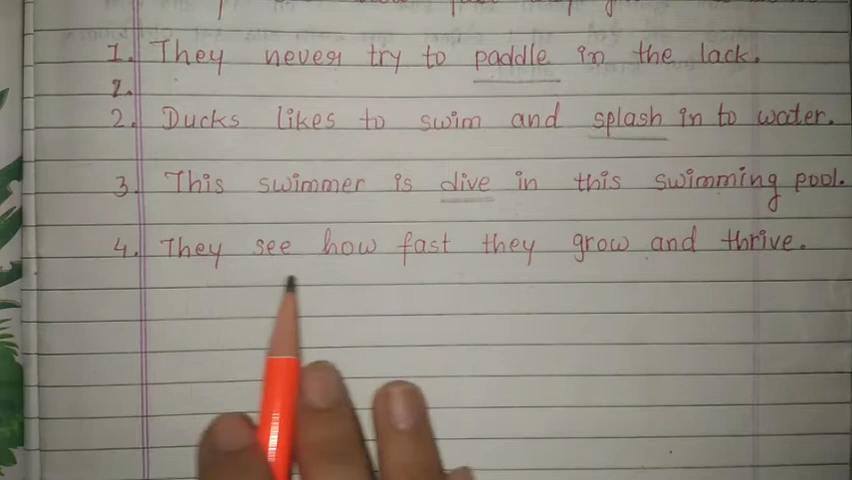 1. They never try to paddle in the lack.
2.
2. Ducks likes to swim and splash in to water.
3. This swimmer is dive in this swimming pool.
4. They see how fast they grow and thrive.